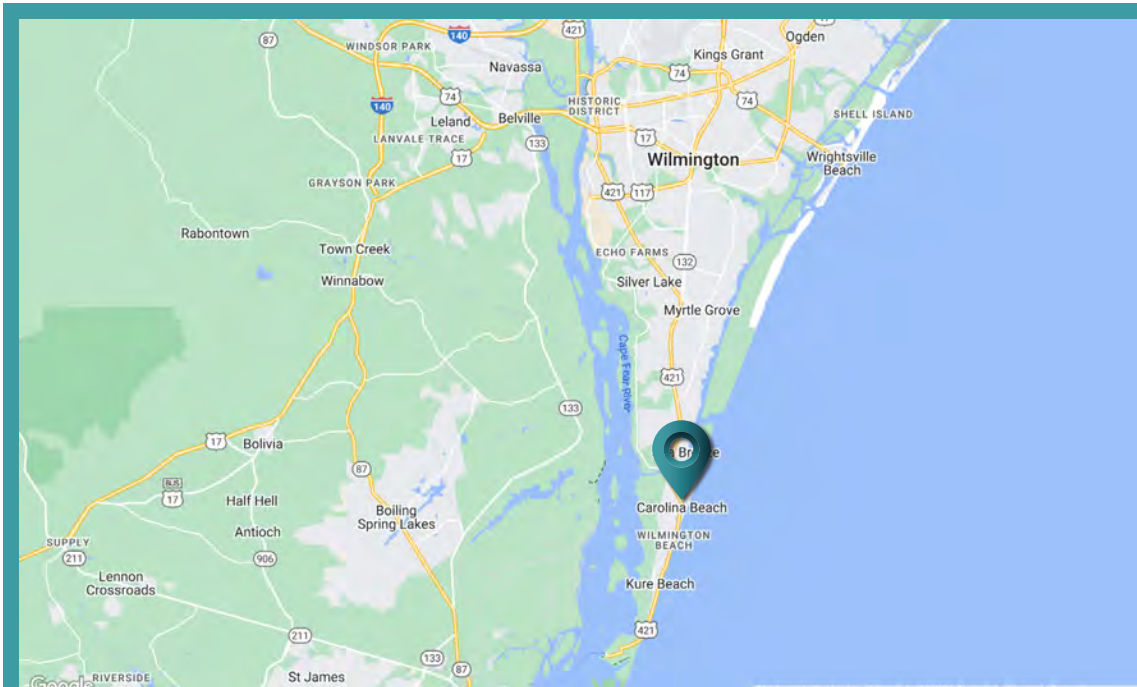 421
17
Ogden
87
140
WINDSOR PARK
Kings Grant
Navassa
74
74
74
140
HISTORIC
DISTRICT
SHELL ISLAND
Leland
Belville
LANVALE TRACE
133
17
17
Wilmington
Wrightsville
Beach
GRAYSON PARK
421
117
Rabontown
Town Creek
ECHO FARMS
132
Winnabow
Silver Lake
Myrtle Grove
Cape Fear River
421
133
17
Bolivia
87
BUS
17
Half Hell
Carolina Beach
Boiling
Spring Lakes
Antioch
WILMINGTON
BEACH
SUPPLY
211
906
Lennon
Crossroads
Kure Beach
211
421
133
87
RIVERSIDE
St James
Google